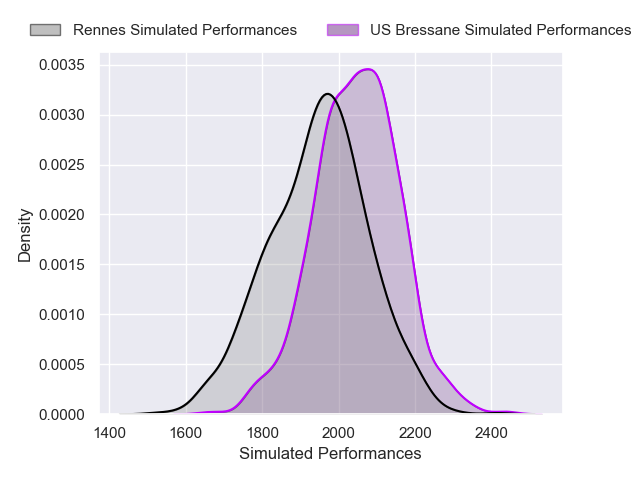 Rennes Simulated Performances
US Bressane Simulated Performances
0.0035
0.0030
0.0025
0.0020
0.0015
0.0010
0.0005
0.0000
Density
1400 1600 1800 2000 2200 2400
Simulated Performances